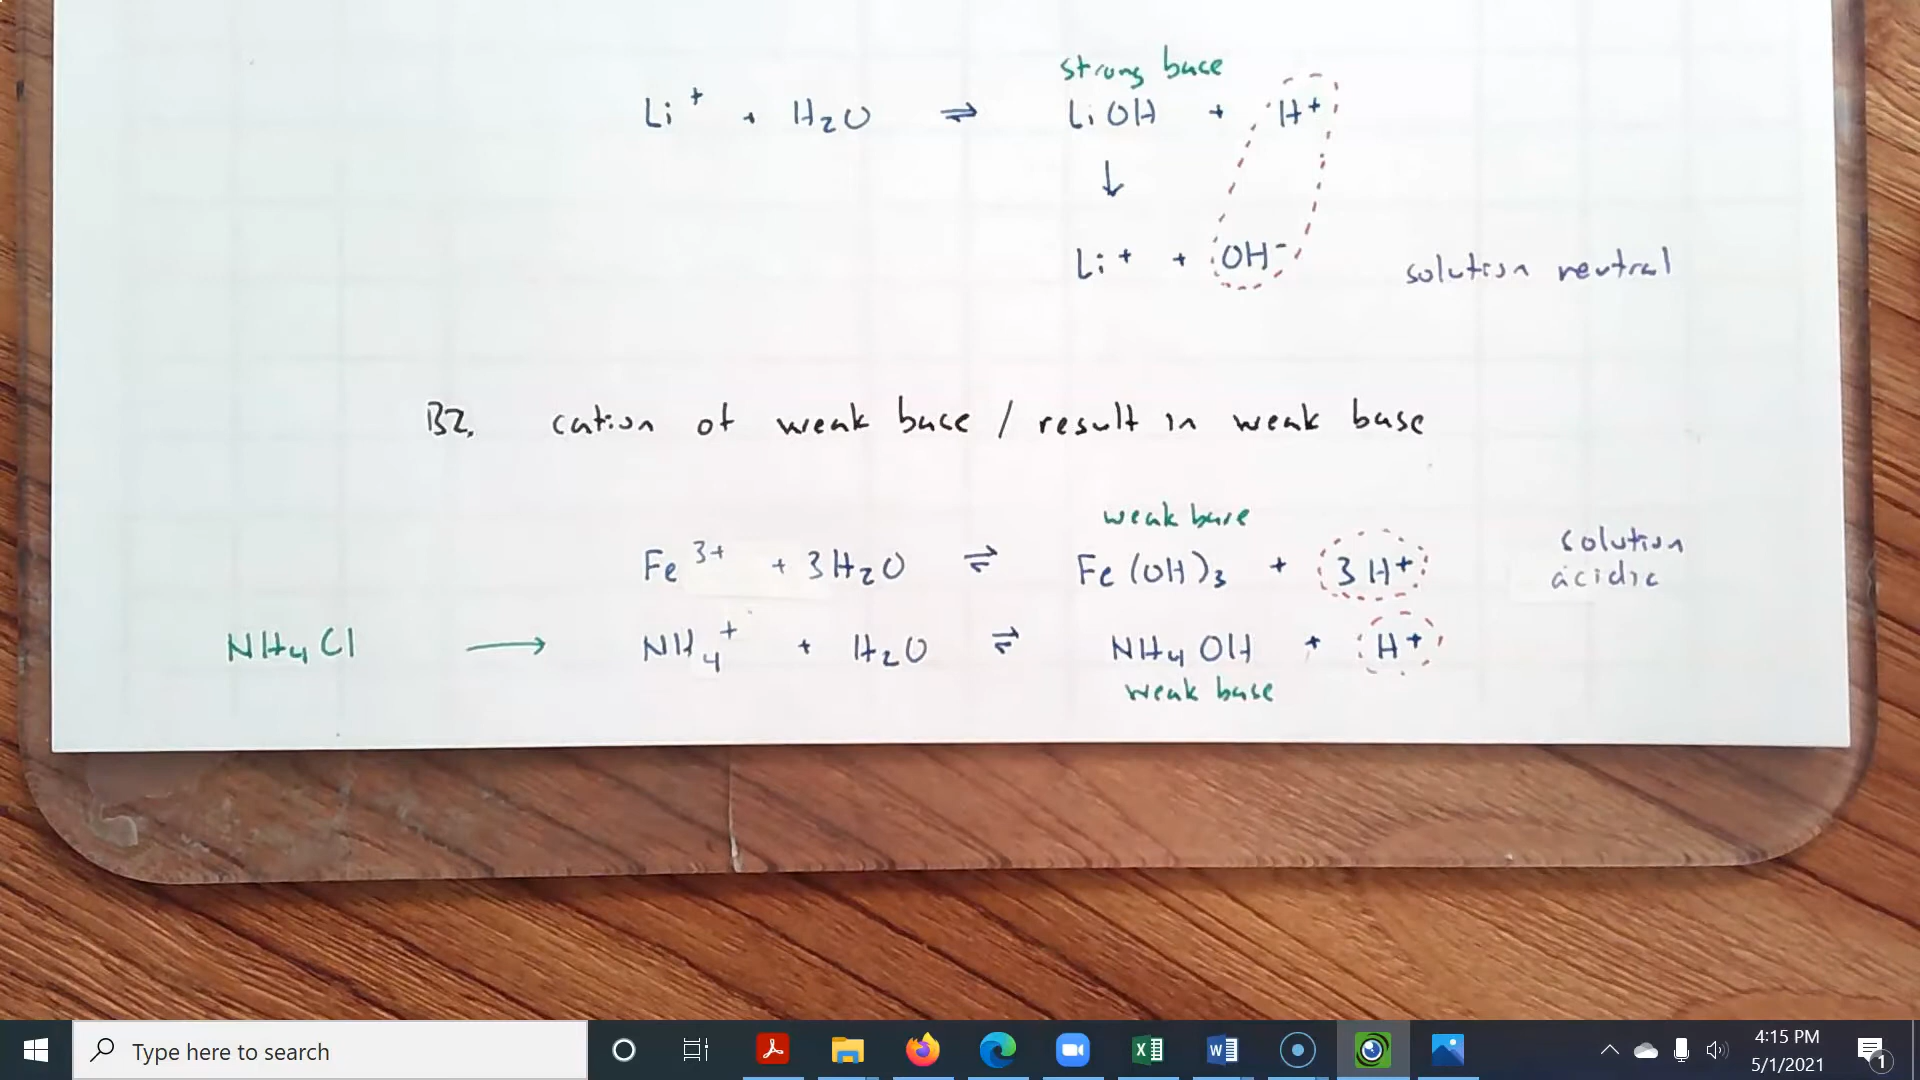 strong base
Li⁺ + H₂O ⇌ LiOH + H⁺
↓
Li⁺ + OH⁻ solution neutral
B2. cation of weak base / result in weak base
weak base
Fe³⁺ + 3H₂O ⇌ Fe(OH)₃ + 3H⁺ solution
acidic
NH₄Cl ⟶ NH₄⁺ + H₂O ⇌ NH₄OH + H⁺
weak base
Type here to search
4:15 PM
5/1/2021
1